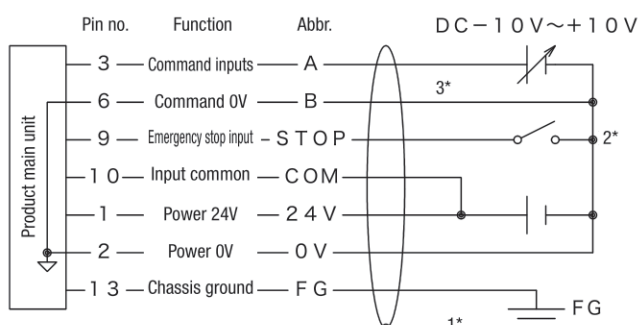 Pin no. Function Abbr. DC-10V~+10V
3 Command inputs A
3*
6 Command 0V B
9 Emergency stop input STOP 2*
10 Input common COM
1 Power 24V 24V
2 Power 0V 0V
13 Chassis ground FG FG
1*
Product main unit